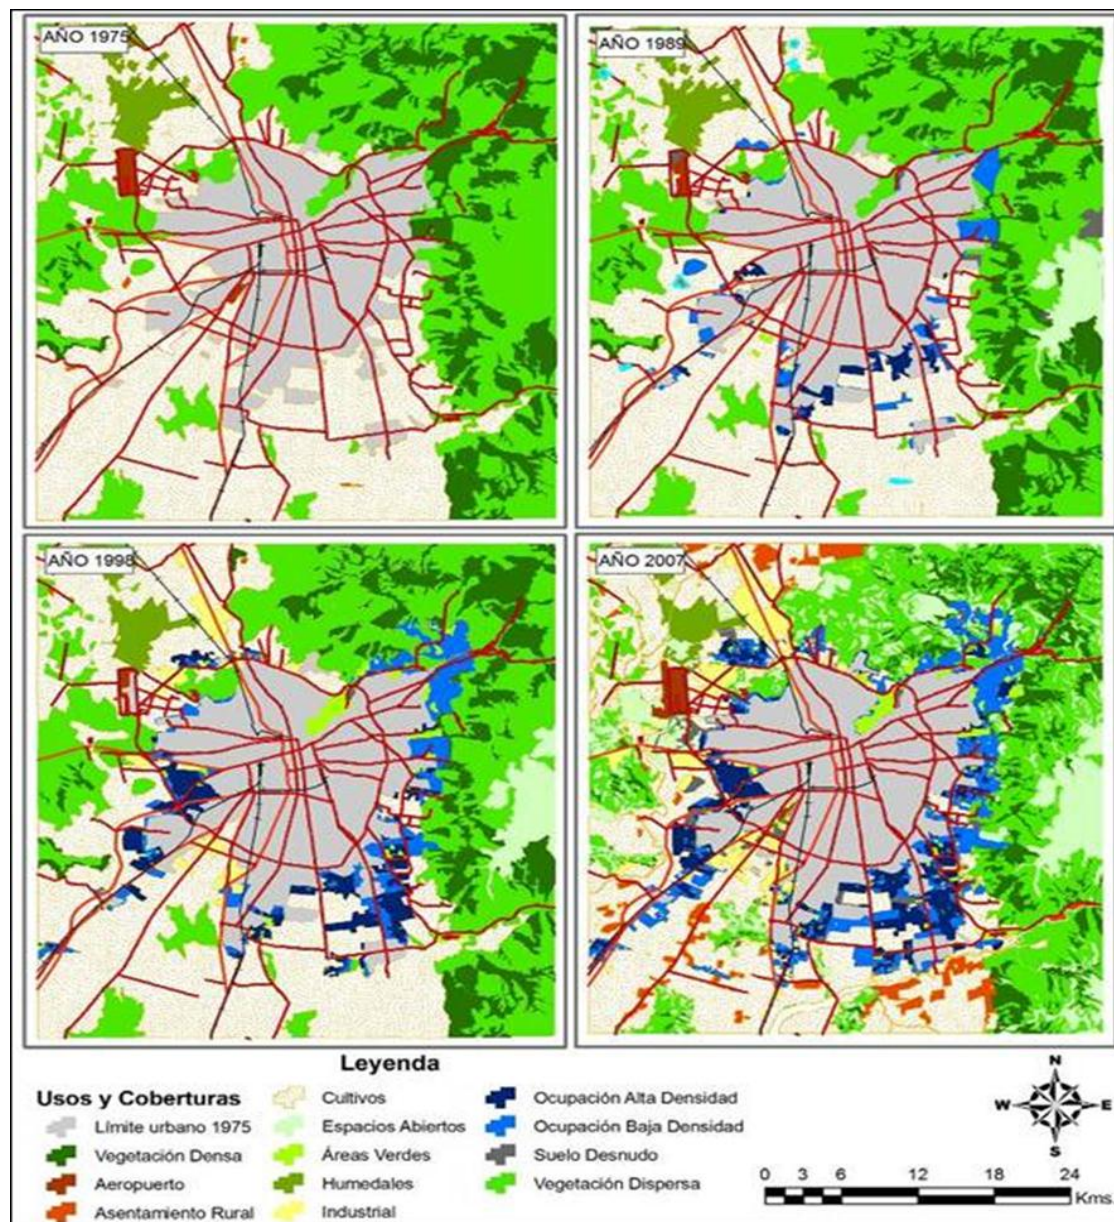 AÑO 1975
AÑO 1989
AÑO 1998
AÑO 2007
Leyenda
Usos y Coberturas
Límite urbano 1975
Vegetación Densa
Aeropuerto
Asentamiento Rural
Cultivos
Espacios Abiertos
Áreas Verdes
Humedales
Industrial
Ocupación Alta Densidad
Ocupación Baja Densidad
Suelo Desnudo
Vegetación Dispersa
N
W E
S
0 3 6 12 18 24
Kms.